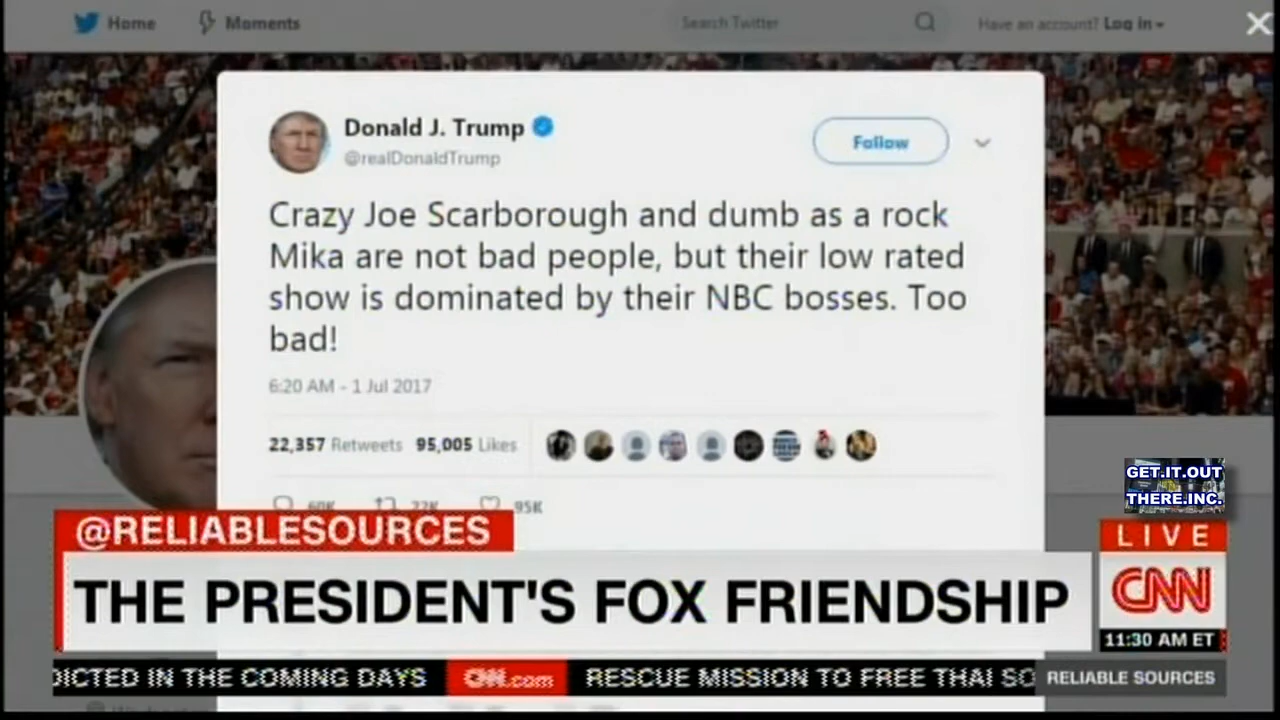 Home Moments Search Twitter Have an account? Log in
Donald J. Trump
@realDonaldTrump
Follow
Crazy Joe Scarborough and dumb as a rock
Mika are not bad people, but their low rated
show is dominated by their NBC bosses. Too
bad!
6:20 AM - 1 Jul 2017
22,357 Retweets 95,005 Likes
60K 22K 95K
GET.IT.OUT
THERE.INC.
@RELIABLESOURCES
THE PRESIDENT'S FOX FRIENDSHIP
LIVE
CNN
11:30 AM ET
DICTED IN THE COMING DAYS CNN.com RESCUE MISSION TO FREE THAI SO
RELIABLE SOURCES